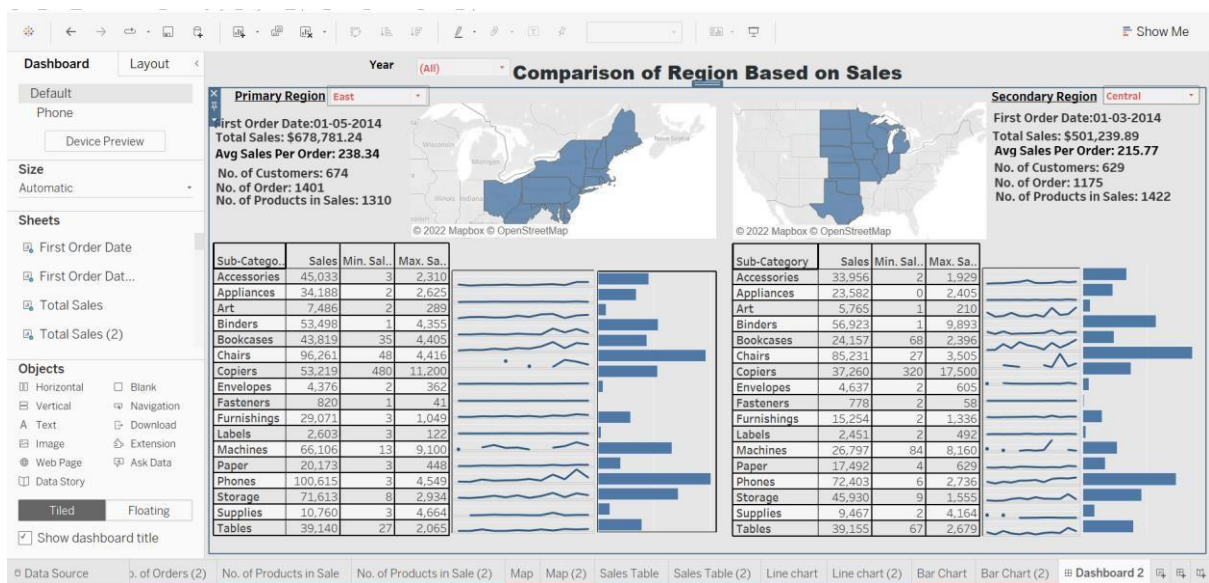 Show Me
Dashboard Layout
Default
Phone
Device Preview
Size
Automatic
Sheets
First Order Date
First Order Dat...
Total Sales
Total Sales (2)
Objects
Horizontal Blank
Vertical Navigation
A Text Download
Image Extension
Web Page Ask Data
Data Story
Tiled Floating
Show dashboard title
Year (All)
Comparison of Region Based on Sales
Primary Region East
First Order Date:01-05-2014
Total Sales: $678,781.24
Avg Sales Per Order: 238.34
No. of Customers: 674
No. of Order: 1401
No. of Products in Sales: 1310
Wisconsin
Michigan
Illinois Indiana
Nova Scotia
© 2022 Mapbox © OpenStreetMap
Sub-Catego.. Sales Min. Sal.. Max. Sa..
Accessories 45,033 3 2,310
Appliances 34,188 2 2,625
Art 7,486 2 289
Binders 53,498 1 4,355
Bookcases 43,819 35 4,405
Chairs 96,261 48 4,416
Copiers 53,219 480 11,200
Envelopes 4,376 2 362
Fasteners 820 1 41
Furnishings 29,071 3 1,049
Labels 2,603 3 122
Machines 66,106 13 9,100
Paper 20,173 3 448
Phones 100,615 3 4,549
Storage 71,613 8 2,934
Supplies 10,760 3 4,664
Tables 39,140 27 2,065
Secondary Region Central
First Order Date:01-03-2014
Total Sales: $501,239.89
Avg Sales Per Order: 215.77
No. of Customers: 629
No. of Order: 1175
No. of Products in Sales: 1422
© 2022 Mapbox © OpenStreetMap
Sub-Category Sales Min. Sal.. Max. Sa..
Accessories 33,956 2 1,929
Appliances 23,582 0 2,405
Art 5,765 1 210
Binders 56,923 1 9,893
Bookcases 24,157 68 2,396
Chairs 85,231 27 3,505
Copiers 37,260 320 17,500
Envelopes 4,637 2 605
Fasteners 778 2 58
Furnishings 15,254 2 1,336
Labels 2,451 2 492
Machines 26,797 84 8,160
Paper 17,492 4 629
Phones 72,403 6 2,736
Storage 45,930 9 1,555
Supplies 9,467 2 4,164
Tables 39,155 67 2,679
Data Source o. of Orders (2) No. of Products in Sale No. of Products in Sale (2) Map Map (2) Sales Table Sales Table (2) Line chart Line chart (2) Bar Chart Bar Chart (2) Dashboard 2